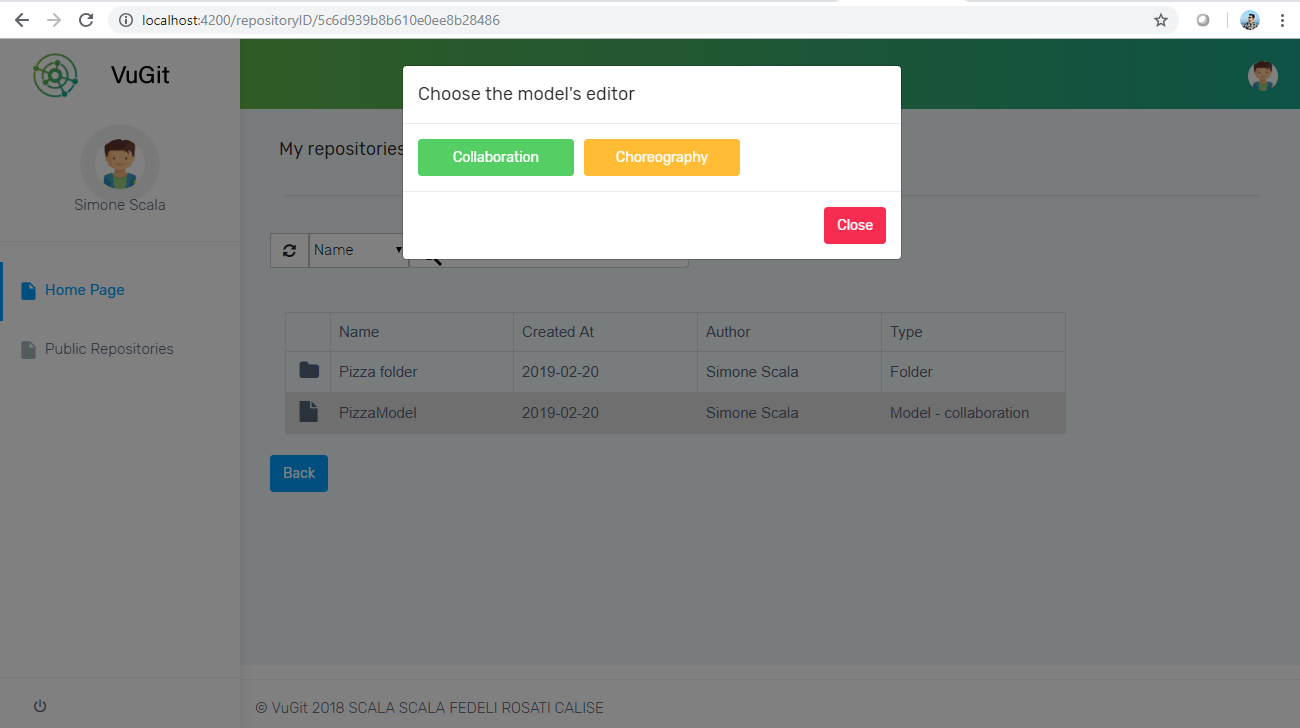 localhost:4200/repositoryID/5c6d939b8b610e0ee8b28486
VuGit
Simone Scala
Home Page
Public Repositories
Choose the model's editor
Collaboration Choreography
Close
My repositories
Name
Name Created At Author Type
Pizza folder 2019-02-20 Simone Scala Folder
PizzaModel 2019-02-20 Simone Scala Model - collaboration
Back
© VuGit 2018 SCALA SCALA FEDELI ROSATI CALISE